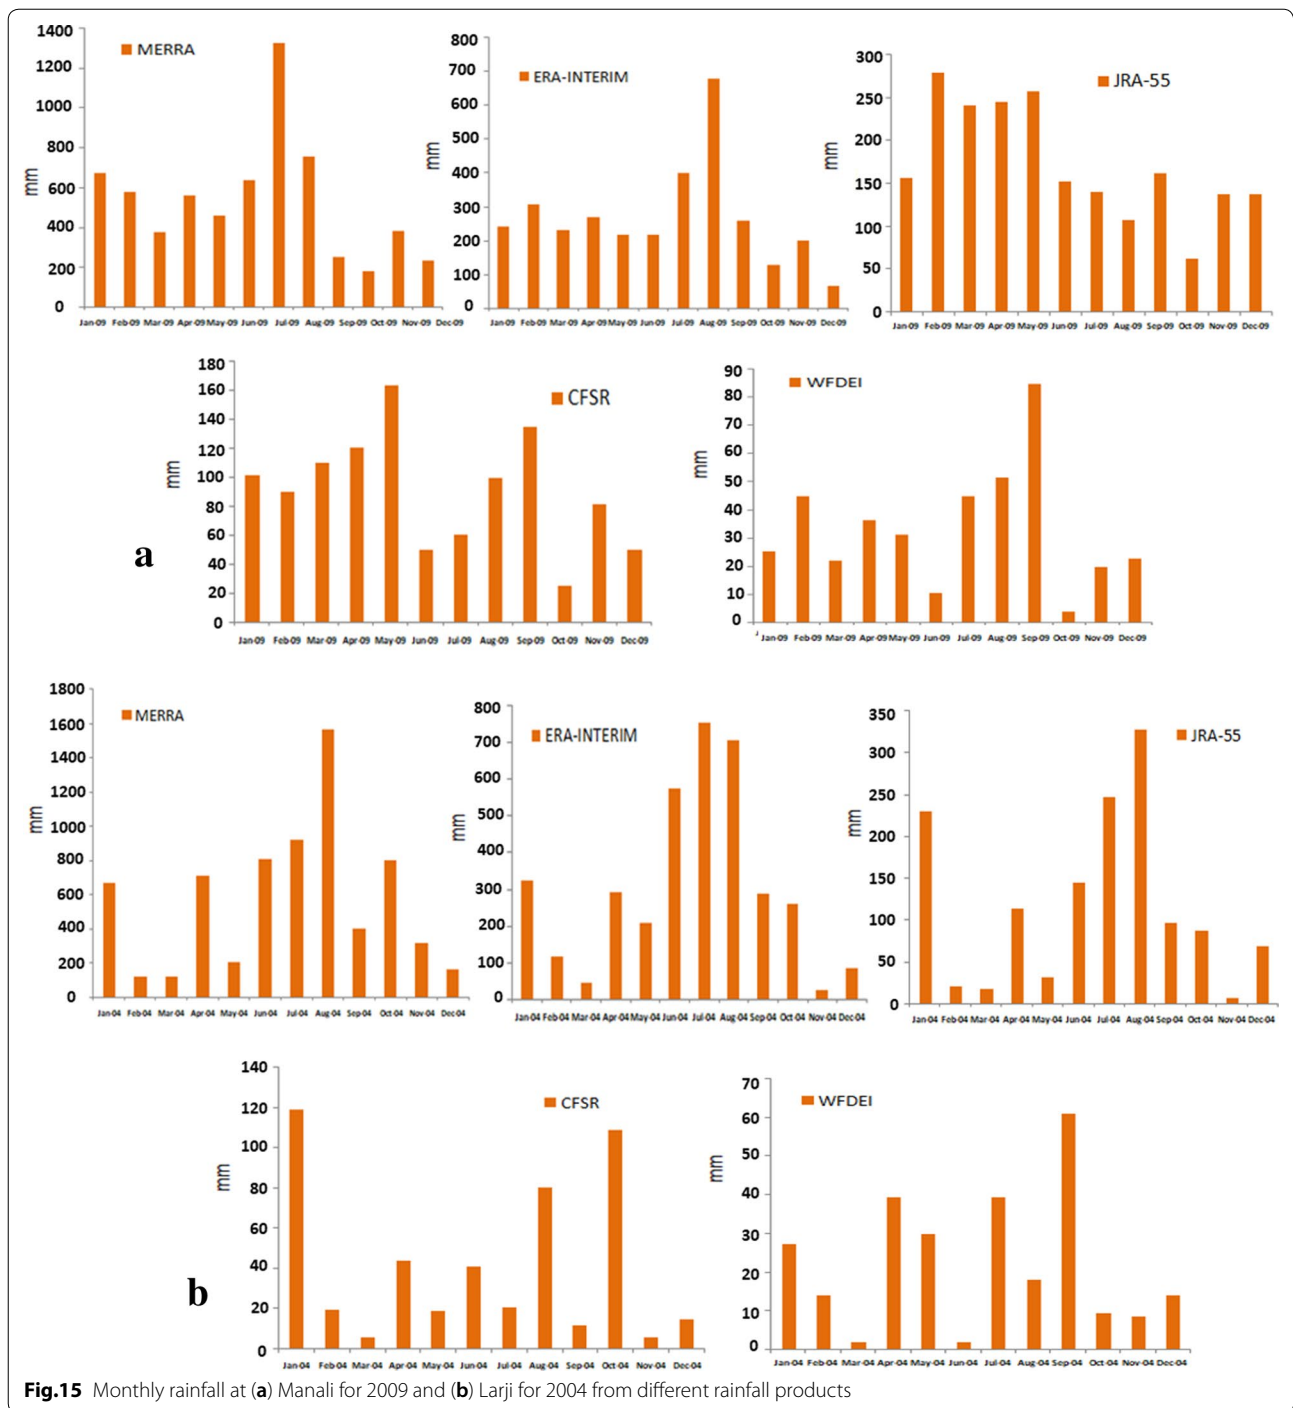 MERRA
mm
1400
1200
1000
800
600
400
200
0
Jan-09 Feb-09 Mar-09 Apr-09 May-09 Jun-09 Jul-09 Aug-09 Sep-09 Oct-09 Nov-09 Dec-09
ERA-INTERIM
mm
800
700
600
500
400
300
200
100
0
Jan-09 Feb-09 Mar-09 Apr-09 May-09 Jun-09 Jul-09 Aug-09 Sep-09 Oct-09 Nov-09 Dec-09
JRA-55
mm
300
250
200
150
100
50
0
Jan-09 Feb-09 Mar-09 Apr-09 May-09 Jun-09 Jul-09 Aug-09 Sep-09 Oct-09 Nov-09 Dec-09
a
CFSR
mm
180
160
140
120
100
80
60
40
20
0
Jan-09 Feb-09 Mar-09 Apr-09 May-09 Jun-09 Jul-09 Aug-09 Sep-09 Oct-09 Nov-09 Dec-09
WFDEI
mm
90
80
70
60
50
40
30
20
10
0
Jan-09 Feb-09 Mar-09 Apr-09 May-09 Jun-09 Jul-09 Aug-09 Sep-09 Oct-09 Nov-09 Dec-09
MERRA
mm
1800
1600
1400
1200
1000
800
600
400
200
0
Jan-04 Feb-04 Mar-04 Apr-04 May-04 Jun-04 Jul-04 Aug-04 Sep-04 Oct-04 Nov-04 Dec-04
ERA-INTERIM
mm
800
700
600
500
400
300
200
100
0
Jan-04 Feb-04 Mar-04 Apr-04 May-04 Jun-04 Jul-04 Aug-04 Sep-04 Oct-04 Nov-04 Dec-04
JRA-55
mm
350
300
250
200
150
100
50
0
Jan-04 Feb-04 Mar-04 Apr-04 May-04 Jun-04 Jul-04 Aug-04 Sep-04 Oct-04 Nov-04 Dec-04
b
CFSR
mm
140
120
100
80
60
40
20
0
Jan-04 Feb-04 Mar-04 Apr-04 May-04 Jun-04 Jul-04 Aug-04 Sep-04 Oct-04 Nov-04 Dec-04
WFDEI
mm
70
60
50
40
30
20
10
0
Jan-04 Feb-04 Mar-04 Apr-04 May-04 Jun-04 Jul-04 Aug-04 Sep-04 Oct-04 Nov-04 Dec-04
Fig.15 Monthly rainfall at (a) Manali for 2009 and (b) Larji for 2004 from different rainfall products